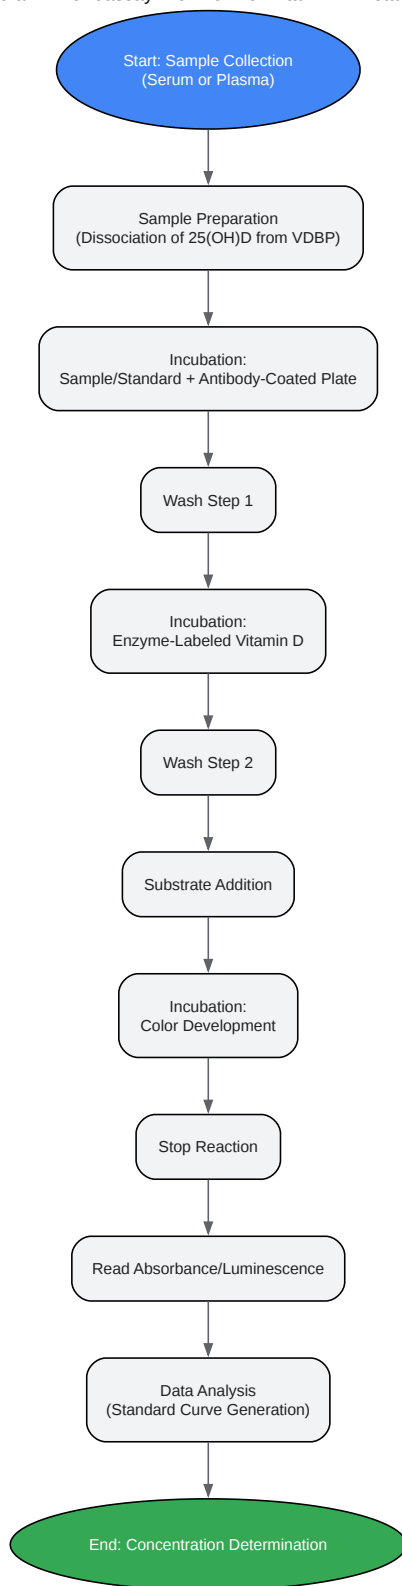 Start: Sample Collection
(Serum or Plasma)
Sample Preparation
(Dissociation of 25(OH)D from VDBP)
Incubation:
Sample/Standard + Antibody-Coated Plate
Wash Step 1
Incubation:
Enzyme-Labeled Vitamin D
Wash Step 2
Substrate Addition
Incubation:
Color Development
Stop Reaction
Read Absorbance/Luminescence
Data Analysis
(Standard Curve Generation)
End: Concentration Determination